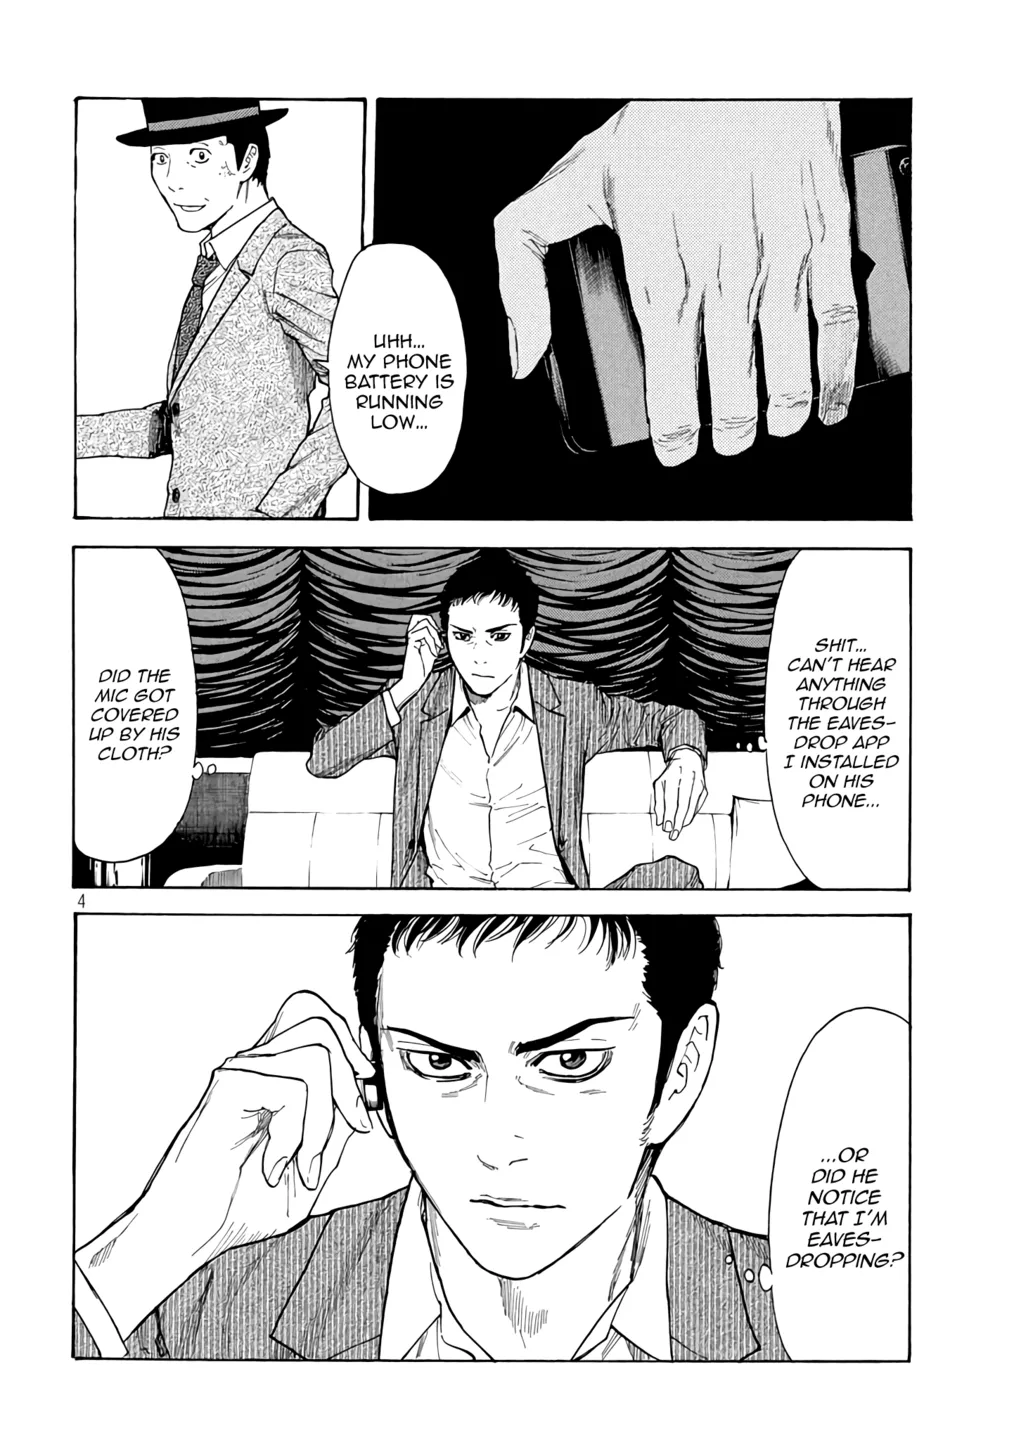 UHH...
MY PHONE
BATTERY IS
RUNNING
LOW...
SHIT...
CAN'T HEAR
ANYTHING
THROUGH
THE EAVES-
DROP APP
I INSTALLED
ON HIS
PHONE...
DID THE
MIC GOT
COVERED
UP BY HIS
CLOTH?
4
...OR
DID HE
NOTICE
THAT I'M
EAVES-
DROPPING?